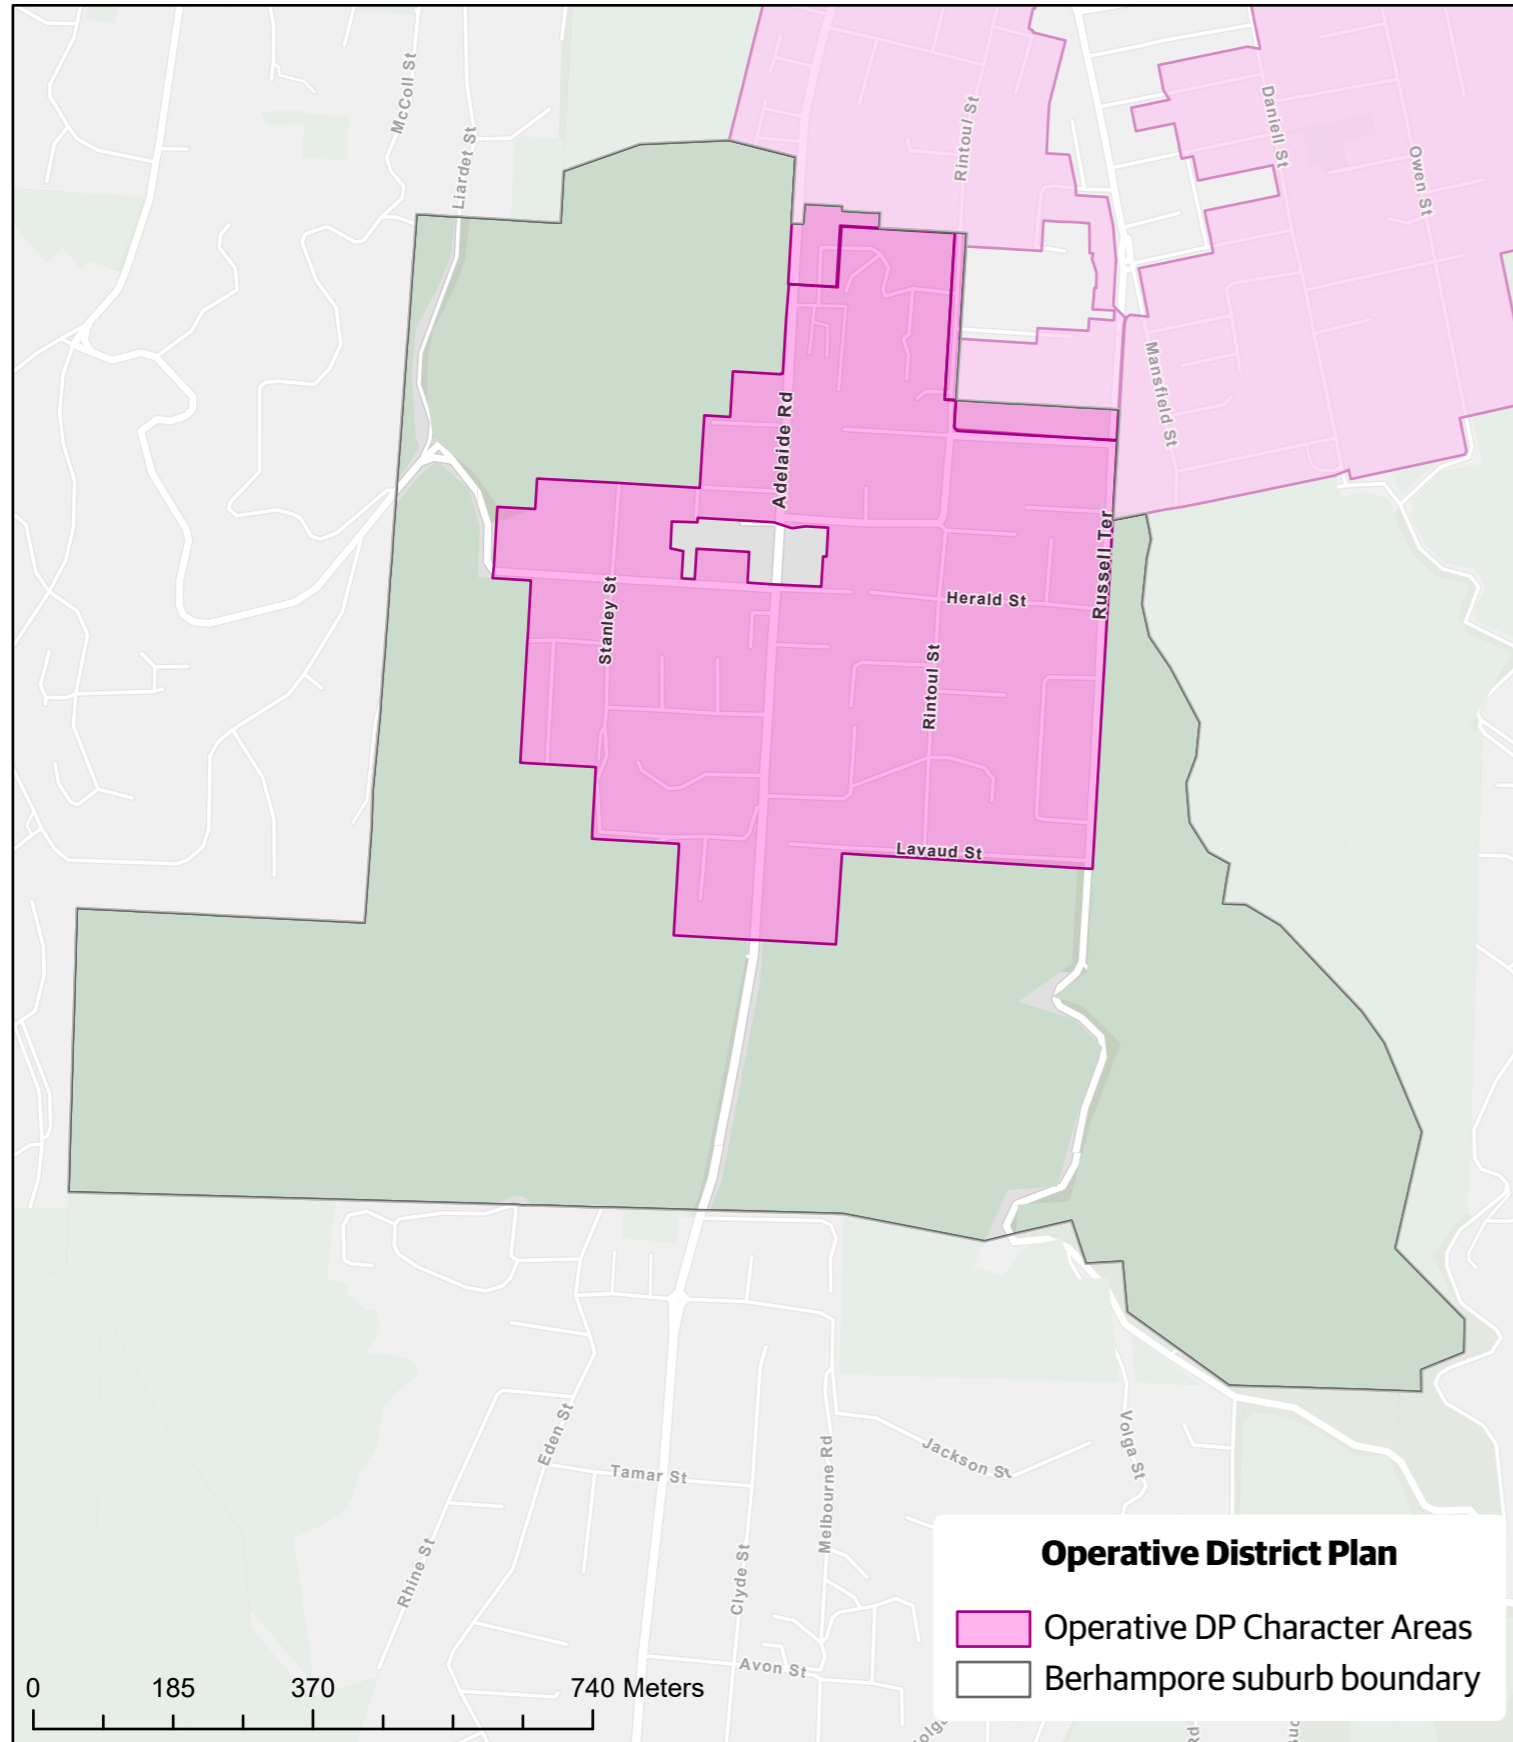 McColl St
Liardet St
Rintoul St
Daniell St
Owen St
Mansfield St
Adelaide Rd
Russell Ter
Herald St
Stanley St
Rintoul St
Lavaud St
Eden St
Tamar St
Rhine St
Clyde St
Melbourne Rd
Jackson St
Volga St
Avon St
Rd
Operative District Plan
Operative DP Character Areas
Berhampore suburb boundary
0 185 370 740 Meters